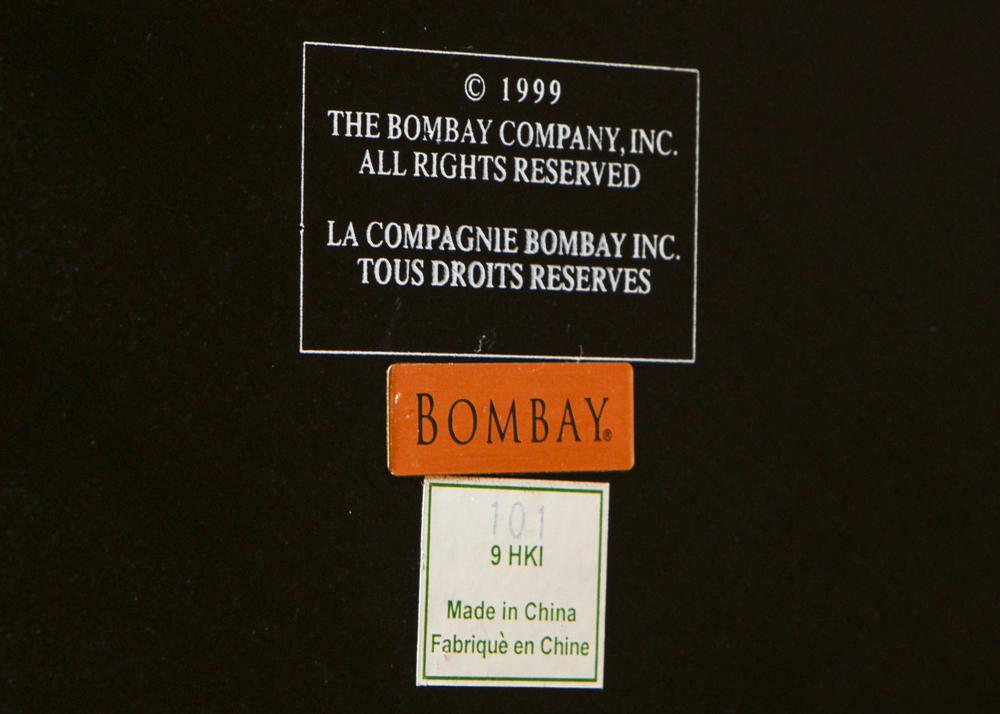 © 1999
THE BOMBAY COMPANY, INC.
ALL RIGHTS RESERVED
LA COMPAGNIE BOMBAY INC.
TOUS DROITS RESERVES
BOMBAY®
101
9 HKI
Made in China
Fabriquè en Chine